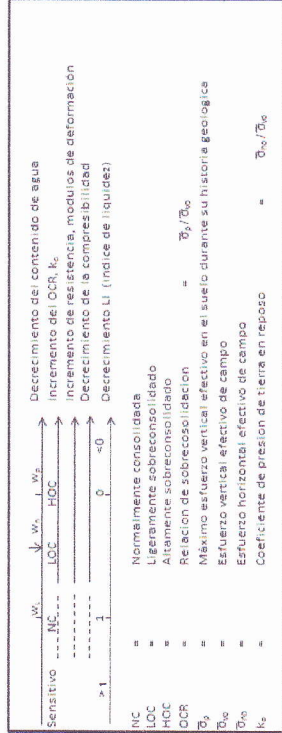 W_L W_n W_p Decrecimiento del contenido de agua
Sensitivo NC LOC HOC Incremento del OCR, k_o
Incremento de resistencia, modulos de deformación
Decrecimiento de la compresibilidad
>1 1 0 <0 Decrecimiento LI (índice de liquidez)
NC = Normalmente consolidada
LOC = Ligeramente sobreconsolidado
HOC = Altamente sobreconsolidado
OCR = Relacion de sobrecosolidacion = σ̅_p/σ̅_vo
σ̅_p = Máximo esfuerzo vertical efectivo en el suelo durante su historia geologica
σ̅_vo = Esfuerzo vertical efectivo de campo
σ̅_ho = Esfuerzo horizontal efectivo de campo
k_o = Coeficiente de presion de tierra en reposo = σ̅_ho/σ̅_vo